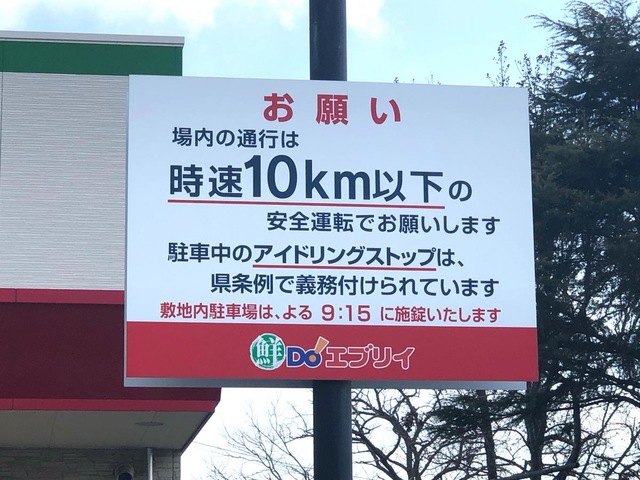 お願い
場内の通行は
時速10km以下の
安全運転でお願いします
駐車中のアイドリングストップは、
県条例で義務付けられています
敷地内駐車場は、よる 9:15 に施錠いたします
鮮Do!エブリイ